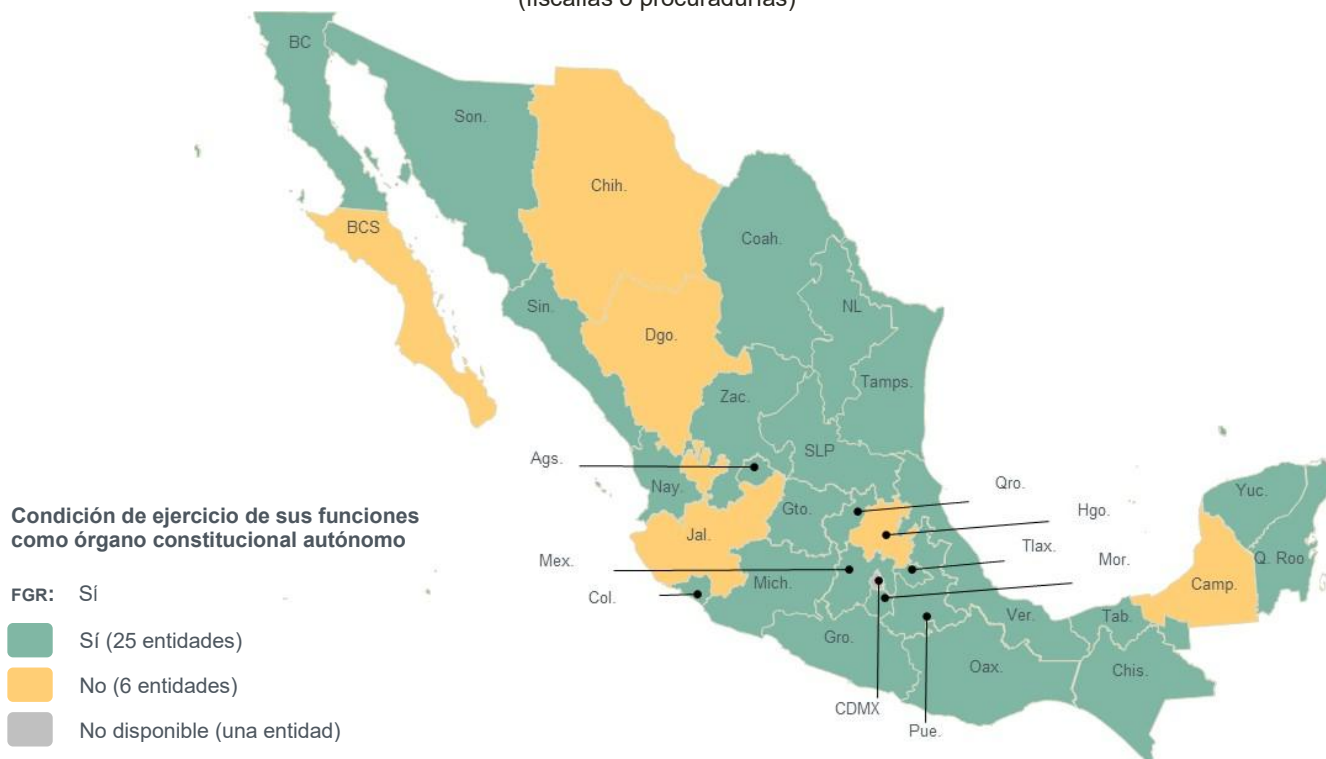 (fiscalías o procuradurías)
BC
Son.
Chih.
BCS
Coah.
Sin.
NL
Dgo.
Tamps.
Zac.
SLP
Ags.
Nay.
Qro.
Yuc.
Gto.
Hgo.
Jal.
Tlax.
Q. Roo
Mex.
Mor.
Mich.
Camp.
Col.
Ver.
Tab.
Gro.
Oax.
Chis.
CDMX
Pue.
Condición de ejercicio de sus funciones
como órgano constitucional autónomo
FGR: Sí
Sí (25 entidades)
No (6 entidades)
No disponible (una entidad)